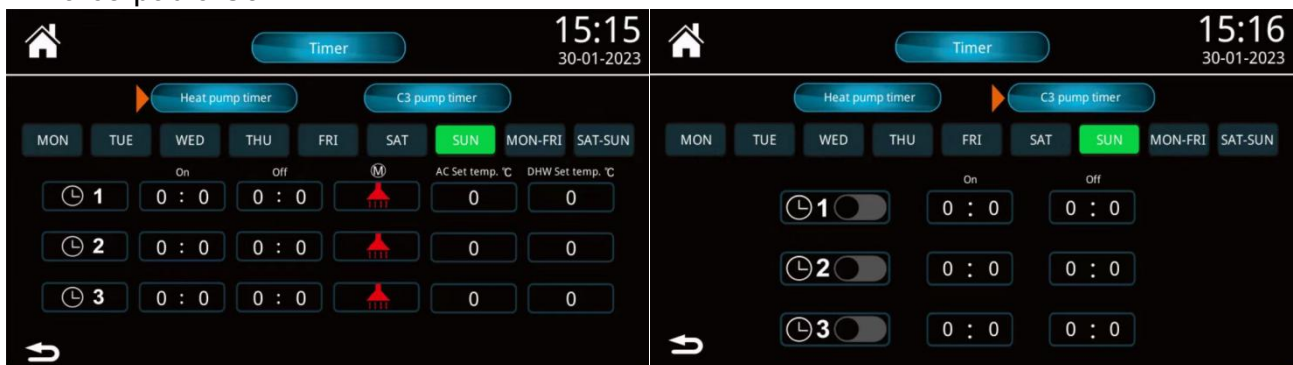 Timer
15:15
30-01-2023
Heat pump timer C3 pump timer
MON TUE WED THU FRI SAT SUN MON-FRI SAT-SUN
On Off M AC Set temp. ℃ DHW Set temp. ℃
1 0 : 0 0 : 0 0 0
2 0 : 0 0 : 0 0 0
3 0 : 0 0 : 0 0 0
Timer
15:16
30-01-2023
Heat pump timer C3 pump timer
MON TUE WED THU FRI SAT SUN MON-FRI SAT-SUN
On Off
1 0 : 0 0 : 0
2 0 : 0 0 : 0
3 0 : 0 0 : 0